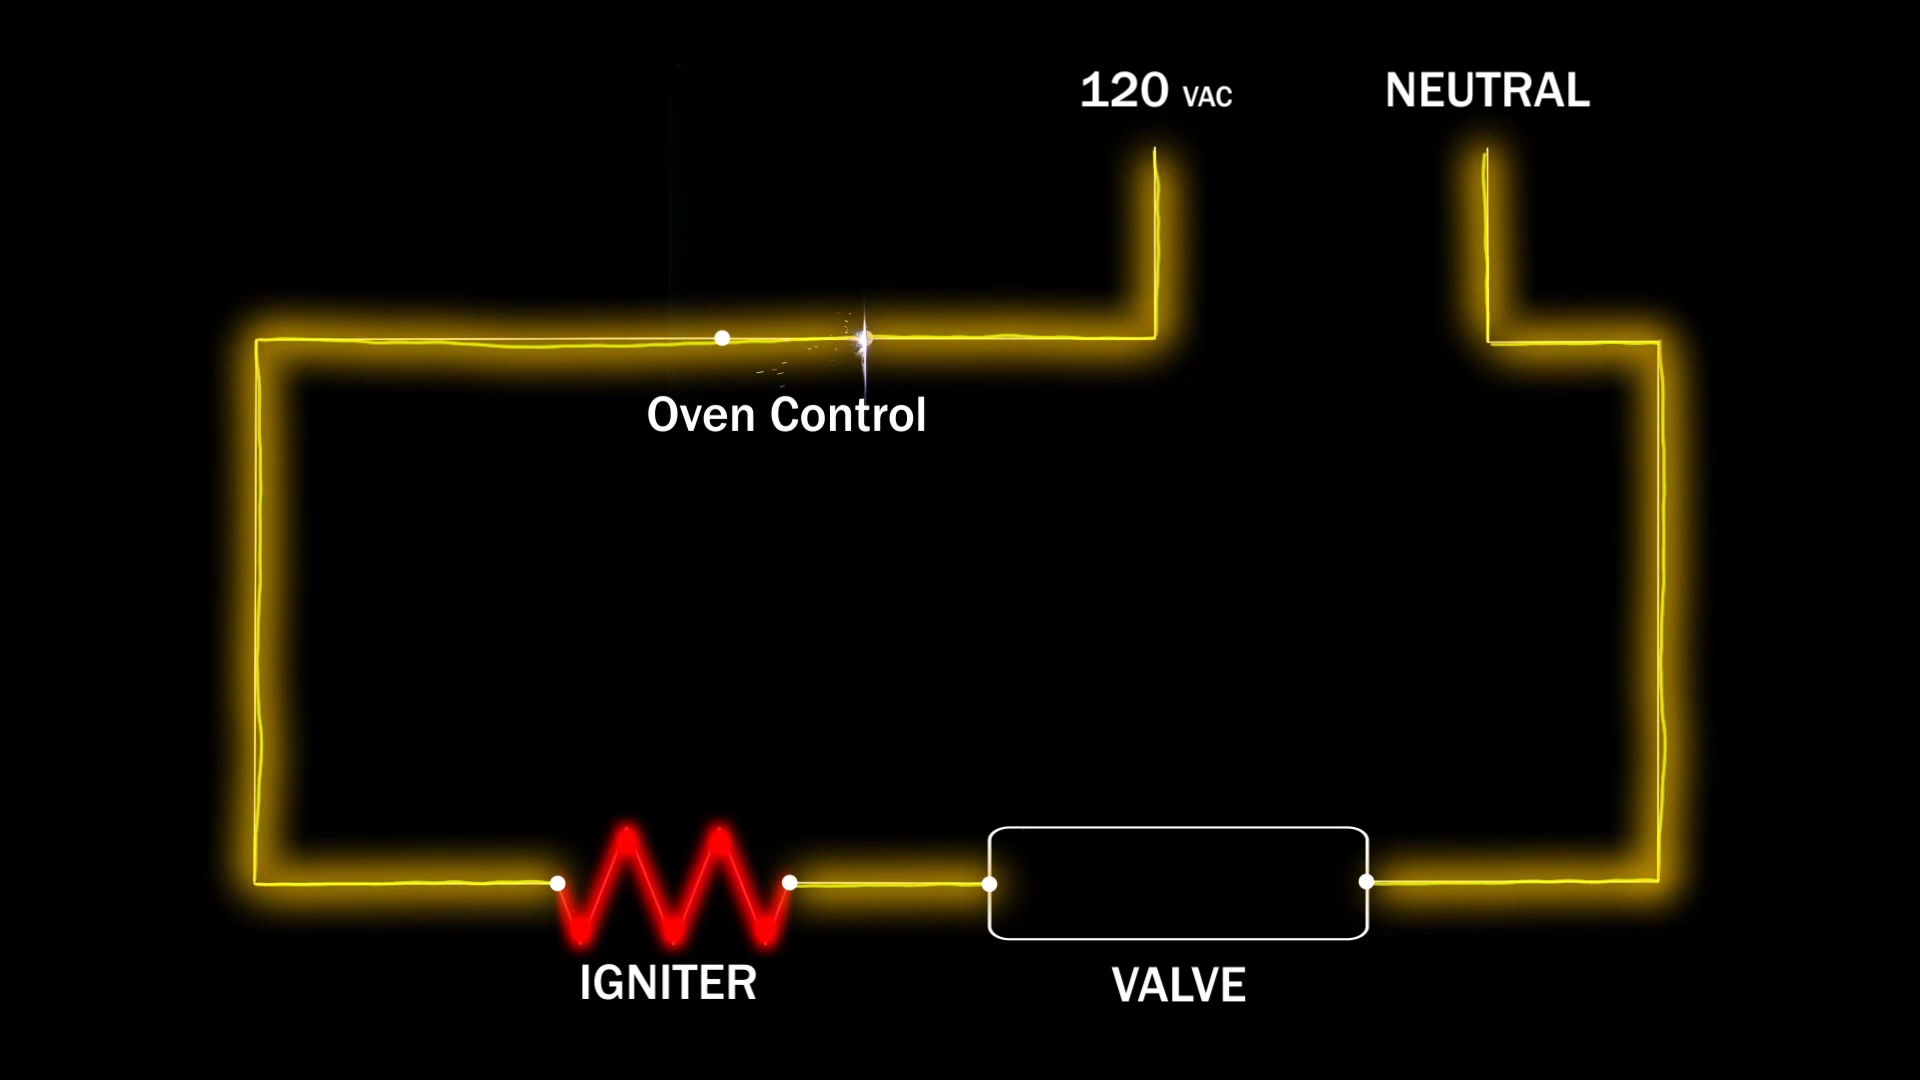 120 VAC
NEUTRAL
Oven Control
IGNITER
VALVE